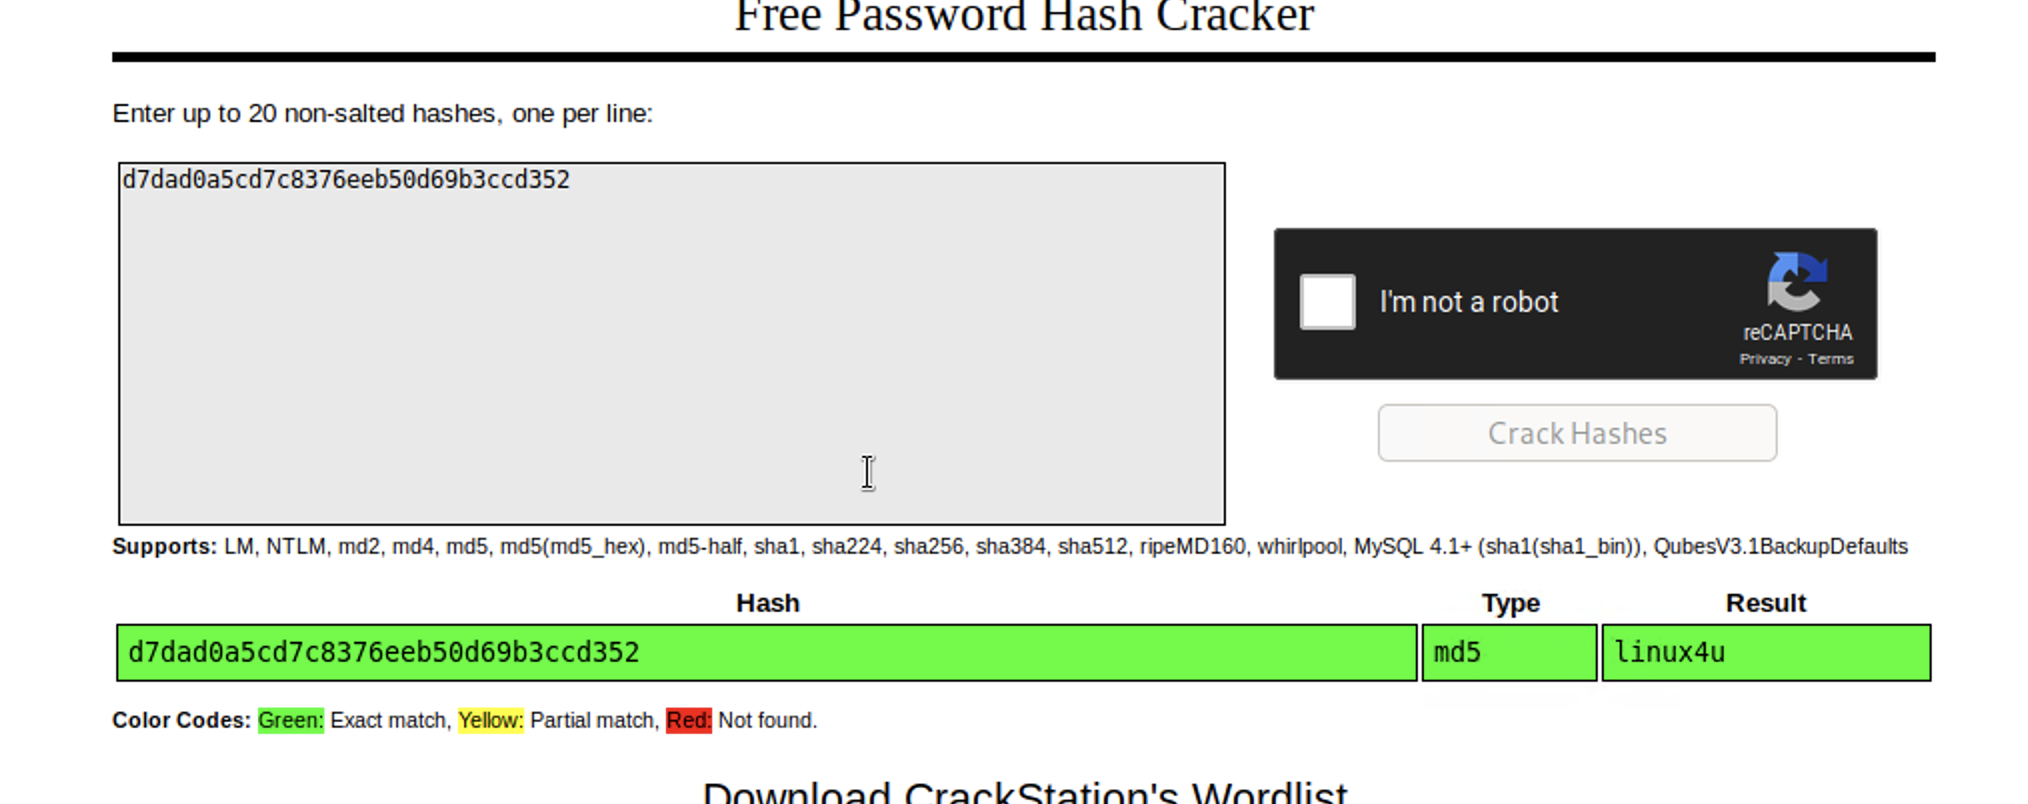 Free Password Hash Cracker
Enter up to 20 non-salted hashes, one per line:
d7dad0a5cd7c8376eeb50d69b3ccd352
I'm not a robot
reCAPTCHA
Privacy - Terms
Crack Hashes
Supports: LM, NTLM, md2, md4, md5, md5(md5_hex), md5-half, sha1, sha224, sha256, sha384, sha512, ripeMD160, whirlpool, MySQL 4.1+ (sha1(sha1_bin)), QubesV3.1BackupDefaults
Hash Type Result
d7dad0a5cd7c8376eeb50d69b3ccd352 md5 linux4u
Color Codes: Green: Exact match, Yellow: Partial match, Red: Not found.
Download CrackStation's Wordlist